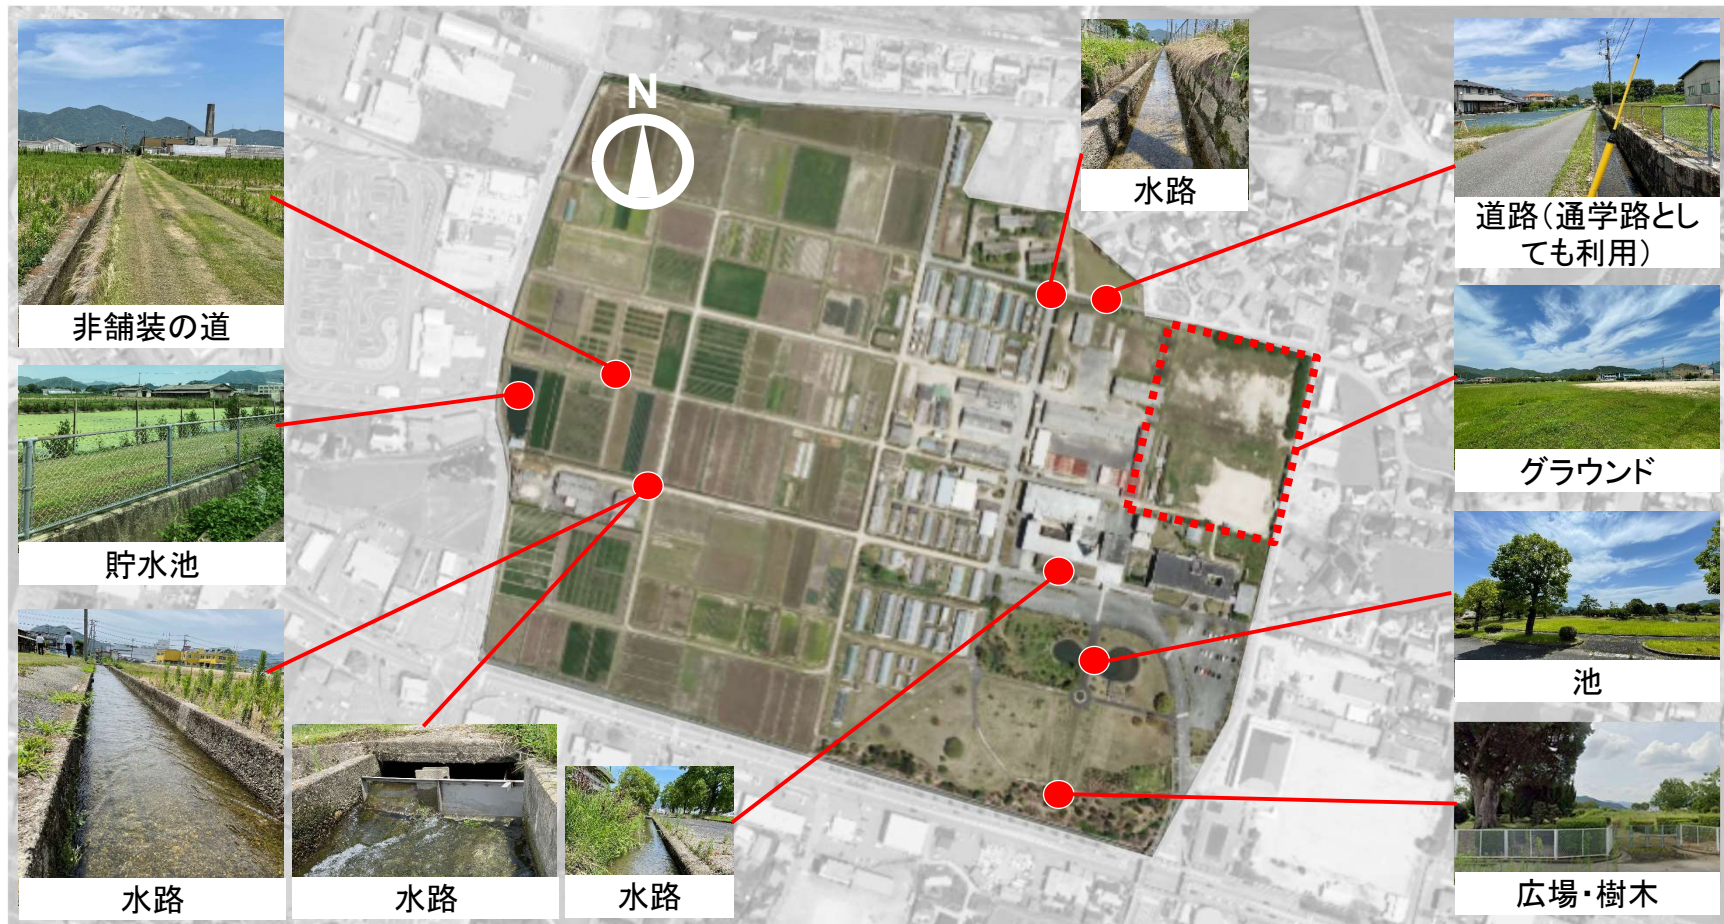 N
非舗装の道
貯水池
水路
水路
水路
水路
道路（通学路とし
ても利用）
グラウンド
池
広場・樹木